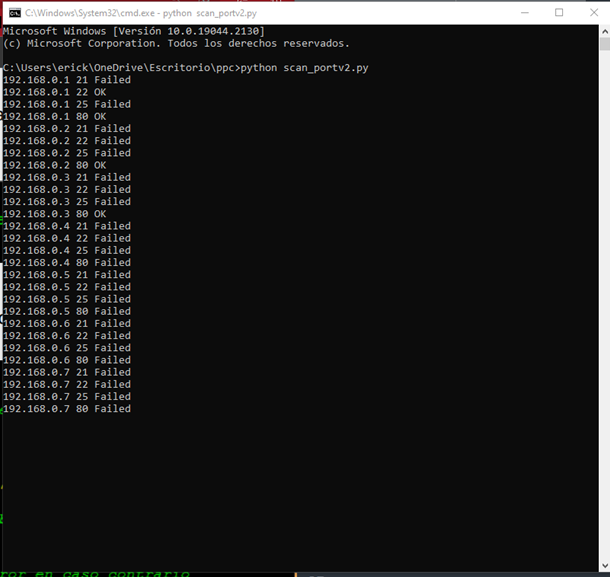 C:\Windows\System32\cmd.exe - python scan_portv2.py
Microsoft Windows [Versión 10.0.19044.2130]
(c) Microsoft Corporation. Todos los derechos reservados.
C:\Users\erick\OneDrive\Escritorio\ppc>python scan_portv2.py
192.168.0.1 21 Failed
192.168.0.1 22 OK
192.168.0.1 25 Failed
192.168.0.1 80 OK
192.168.0.2 21 Failed
192.168.0.2 22 Failed
192.168.0.2 25 Failed
192.168.0.2 80 OK
192.168.0.3 21 Failed
192.168.0.3 22 Failed
192.168.0.3 25 Failed
192.168.0.3 80 OK
192.168.0.4 21 Failed
192.168.0.4 22 Failed
192.168.0.4 25 Failed
192.168.0.4 80 Failed
192.168.0.5 21 Failed
192.168.0.5 22 Failed
192.168.0.5 25 Failed
192.168.0.5 80 Failed
192.168.0.6 21 Failed
192.168.0.6 22 Failed
192.168.0.6 25 Failed
192.168.0.6 80 Failed
192.168.0.7 21 Failed
192.168.0.7 22 Failed
192.168.0.7 25 Failed
192.168.0.7 80 Failed
en caso contrario